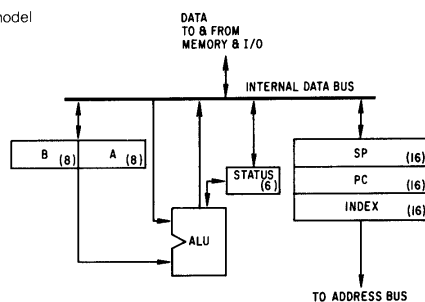 model
DATA
TO & FROM
MEMORY & I/O
INTERNAL DATA BUS
B (8) A (8)
STATUS
(6)
SP (16)
PC (16)
INDEX (16)
ALU
TO ADDRESS BUS